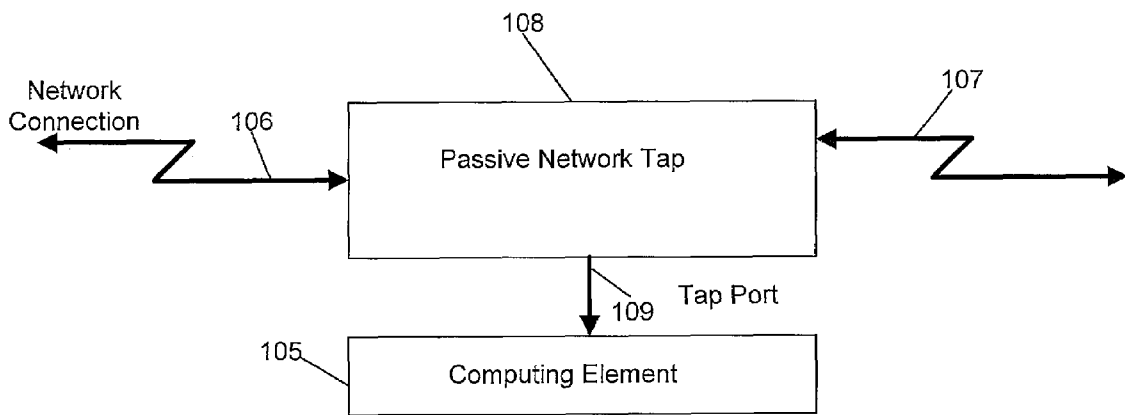 108
107
Network
Connection
106
Passive Network Tap
109
Tap Port
105
Computing Element